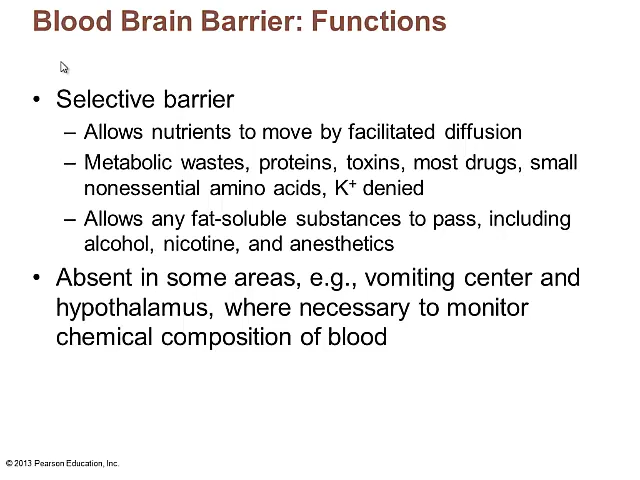 Blood Brain Barrier: Functions
• Selective barrier
– Allows nutrients to move by facilitated diffusion
– Metabolic wastes, proteins, toxins, most drugs, small
nonessential amino acids, K⁺ denied
– Allows any fat-soluble substances to pass, including
alcohol, nicotine, and anesthetics
• Absent in some areas, e.g., vomiting center and
hypothalamus, where necessary to monitor
chemical composition of blood
© 2013 Pearson Education, Inc.